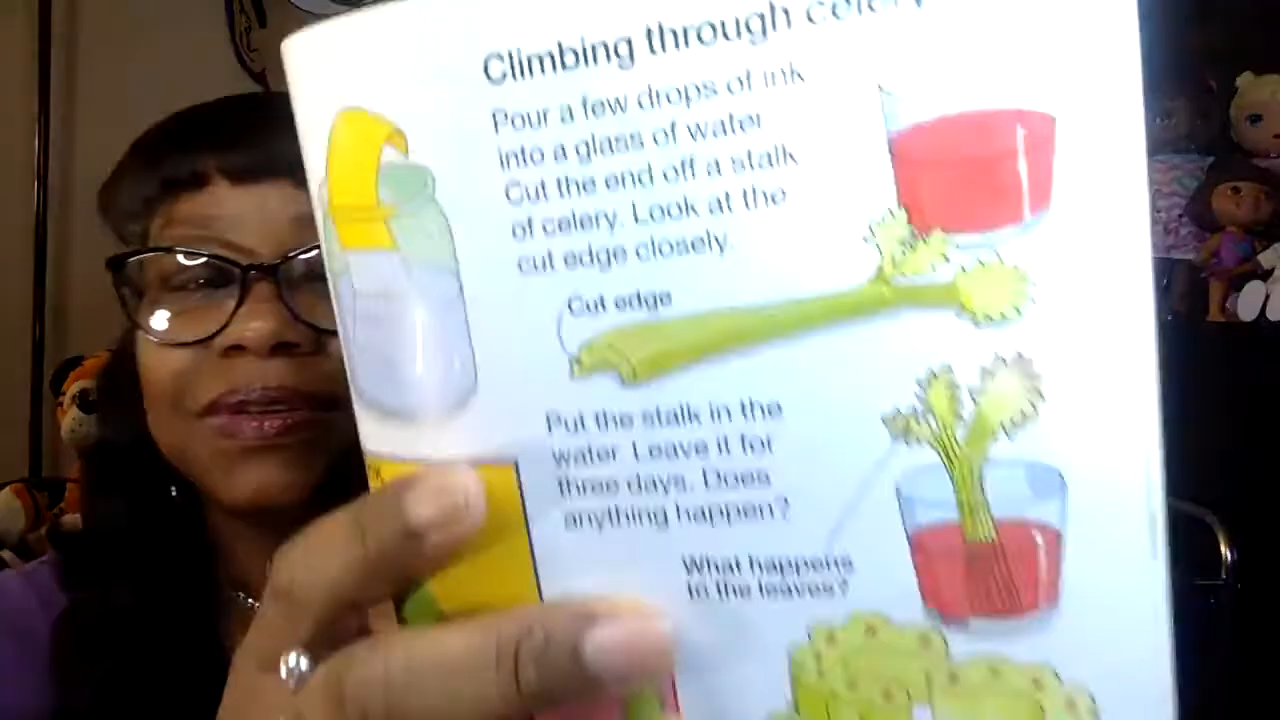 Climbing through celery
Pour a few drops of ink
into a glass of water
Cut the end off a stalk
of celery. Look at the
cut edge closely.
Cut edge
Put the stalk in the
water. Leave it for
three days. Does
anything happen?
What happens
to the leaves?